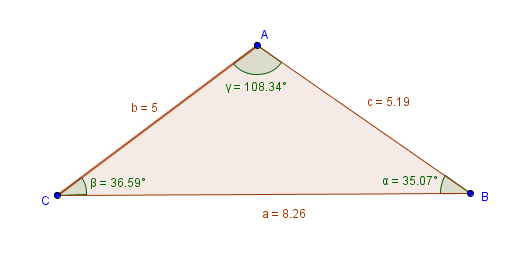 A
γ = 108.34°
b = 5
c = 5.19
β = 36.59°
α = 35.07°
C
B
a = 8.26